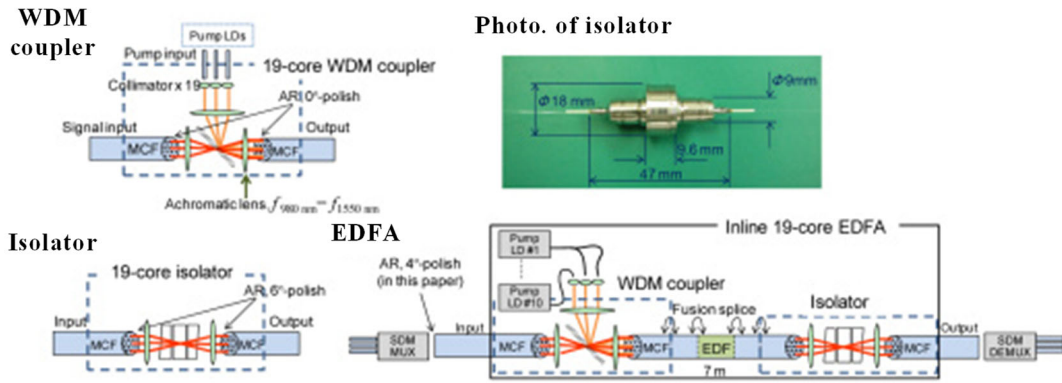 WDM
coupler
Pump LDs
Pump input
19-core WDM coupler
Collimator x 19
AR, 0°-polish
Signal input
Output
MCF
MCF
Achromatic lens, f980 nm=f1550 nm
Photo. of isolator
Φ18 mm
Φ9mm
9.6 mm
47 mm
Isolator
19-core isolator
AR, 6°-polish
Input
Output
MCF
MCF
EDFA
Inline 19-core EDFA
Pump
LD #1
Pump
LD #10
AR, 4°-polish
(in this paper)
WDM coupler
Fusion splice
Isolator
Input
Output
SDM
MUX
MCF
MCF
EDF
7 m
MCF
MCF
SDM
DEMUX